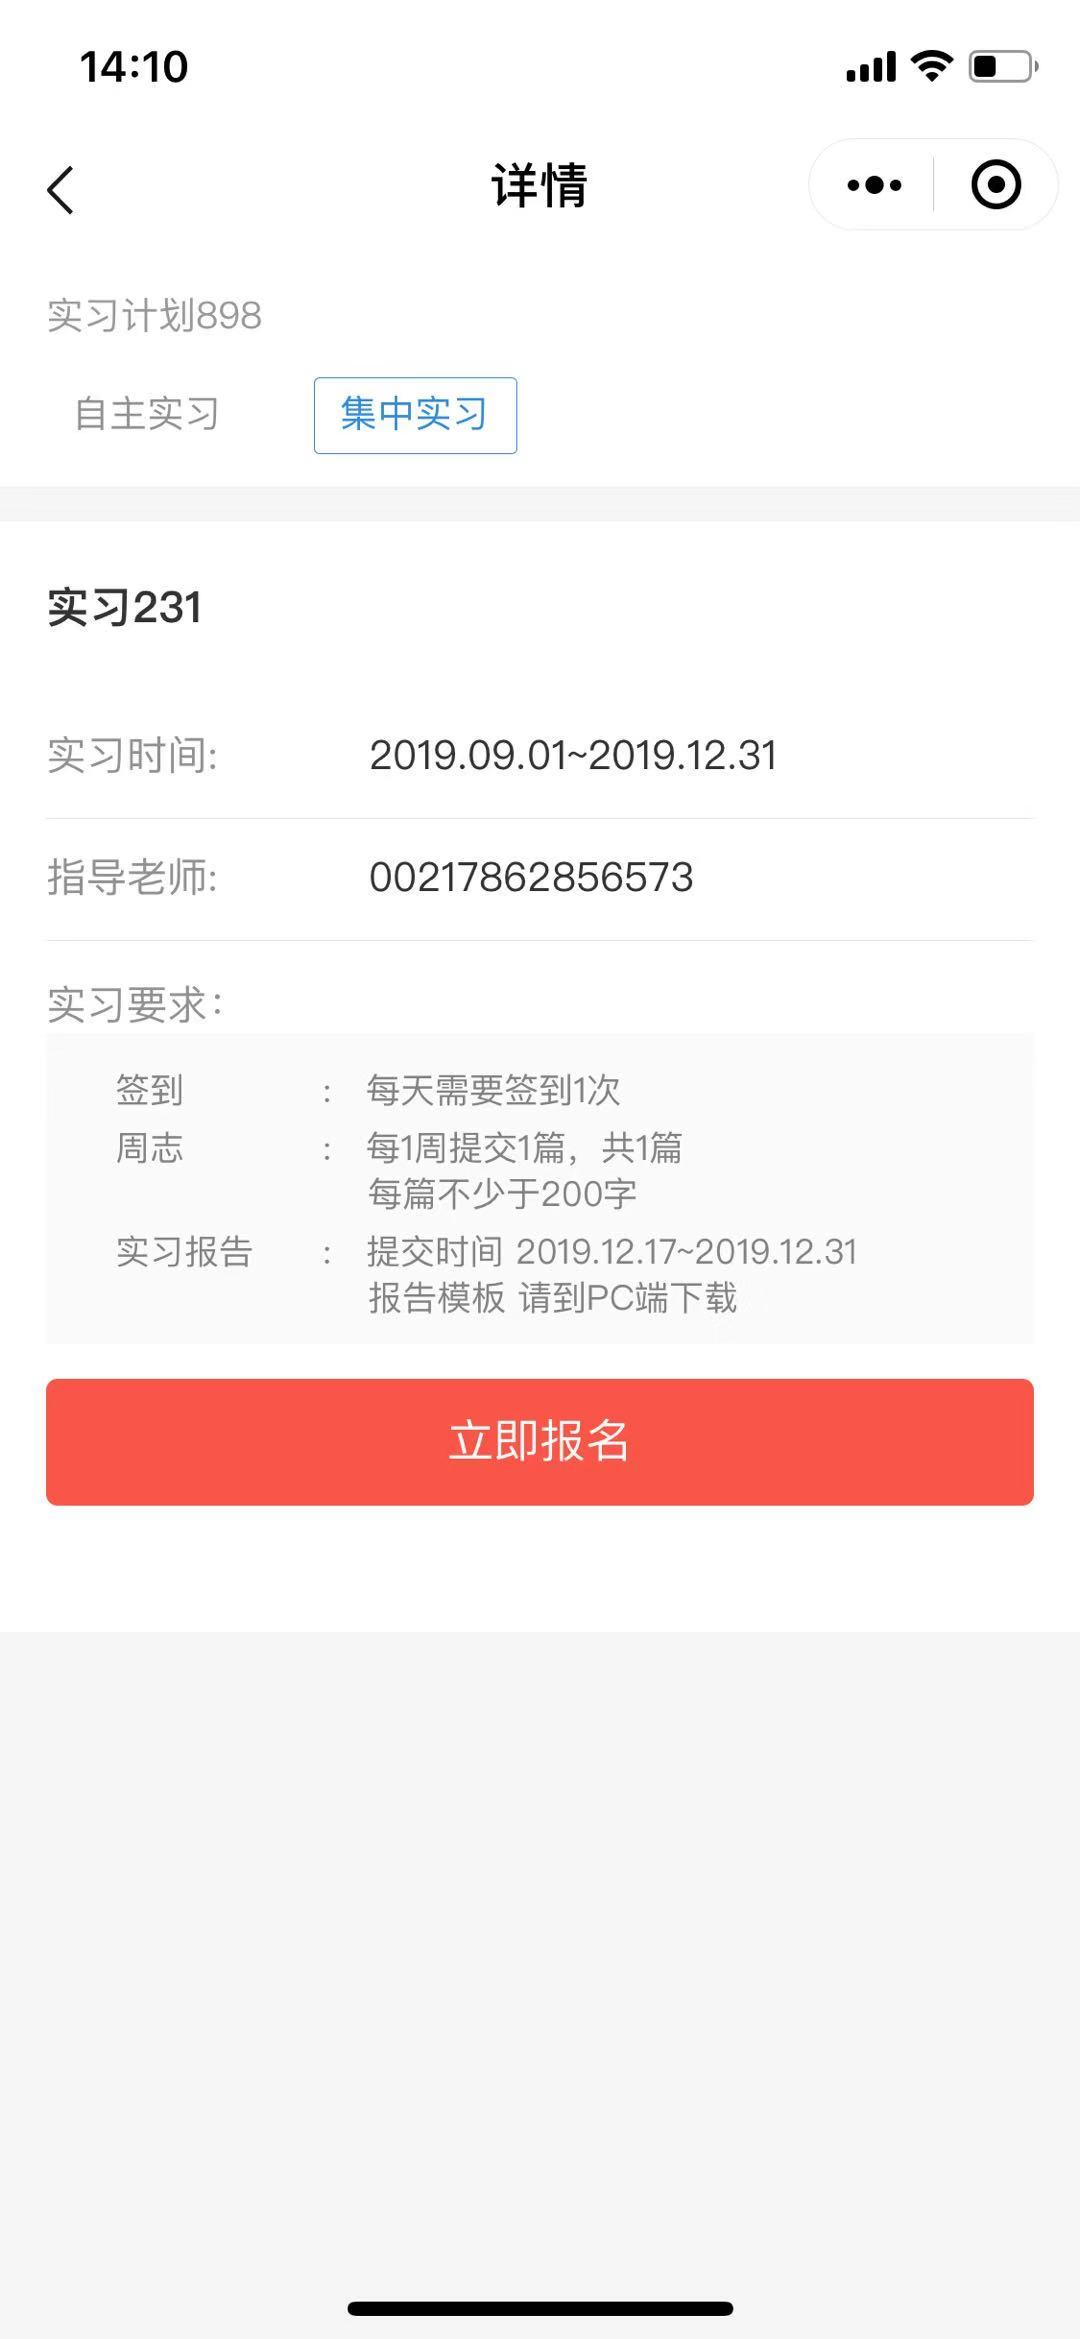 14:10
详情
实习计划898
自主实习 集中实习
实习231
实习时间: 2019.09.01~2019.12.31
指导老师: 00217862856573
实习要求：
签到 : 每天需要签到1次
周志 : 每1周提交1篇，共1篇
每篇不少于200字
实习报告 : 提交时间 2019.12.17~2019.12.31
报告模板 请到PC端下载
立即报名